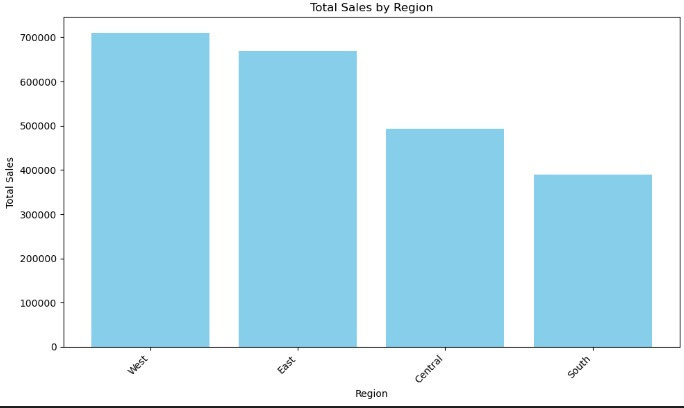 Total Sales by Region
700000
600000
500000
400000
300000
200000
100000
0
Total Sales
West
East
Central
South
Region